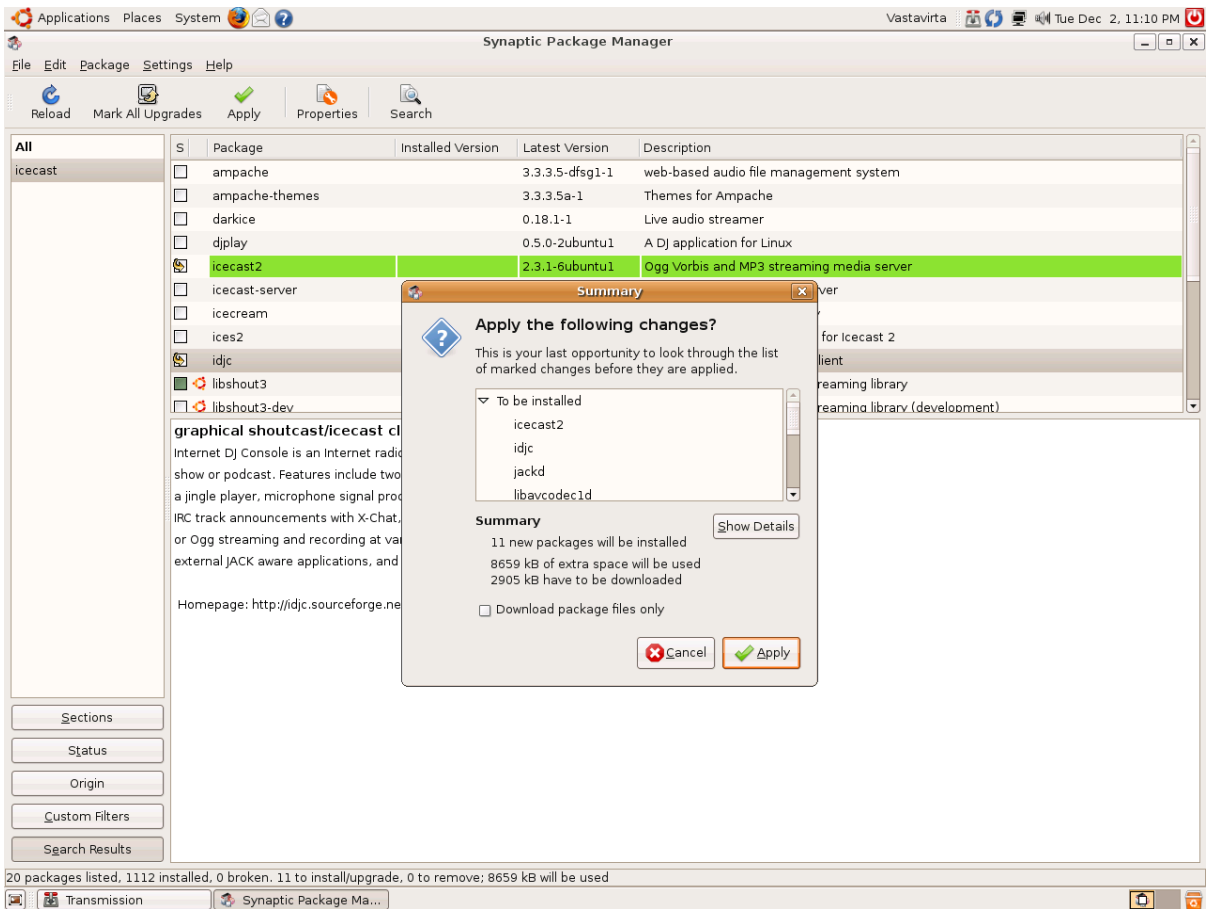 Applications Places System Vastavirta Tue Dec 2, 11:10 PM
Synaptic Package Manager
File Edit Package Settings Help
Reload Mark All Upgrades Apply Properties Search
All
icecast
S Package Installed Version Latest Version Description
ampache 3.3.3.5-dfsg1-1 web-based audio file management system
ampache-themes 3.3.3.5a-1 Themes for Ampache
darkice 0.18.1-1 Live audio streamer
djplay 0.5.0-2ubuntu1 A DJ application for Linux
icecast2 2.3.1-6ubuntu1 Ogg Vorbis and MP3 streaming media server
icecast-server ver
icecream
ices2 for Icecast 2
idjc lient
libshout3 reaming library
libshout3-dev reaming library (development)
graphical shoutcast/icecast cl
Internet DJ Console is an Internet radio
show or podcast. Features include two
a jingle player, microphone signal proc
IRC track announcements with X-Chat,
or Ogg streaming and recording at va
external JACK aware applications, and
Homepage: http://idjc.sourceforge.ne
Summary
Apply the following changes?
This is your last opportunity to look through the list
of marked changes before they are applied.
To be installed
icecast2
idjc
jackd
libavcodec1d
Summary
Show Details
11 new packages will be installed
8659 kB of extra space will be used
2905 kB have to be downloaded
Download package files only
Cancel Apply
Sections
Status
Origin
Custom Filters
Search Results
20 packages listed, 1112 installed, 0 broken. 11 to install/upgrade, 0 to remove; 8659 kB will be used
Transmission Synaptic Package Ma...